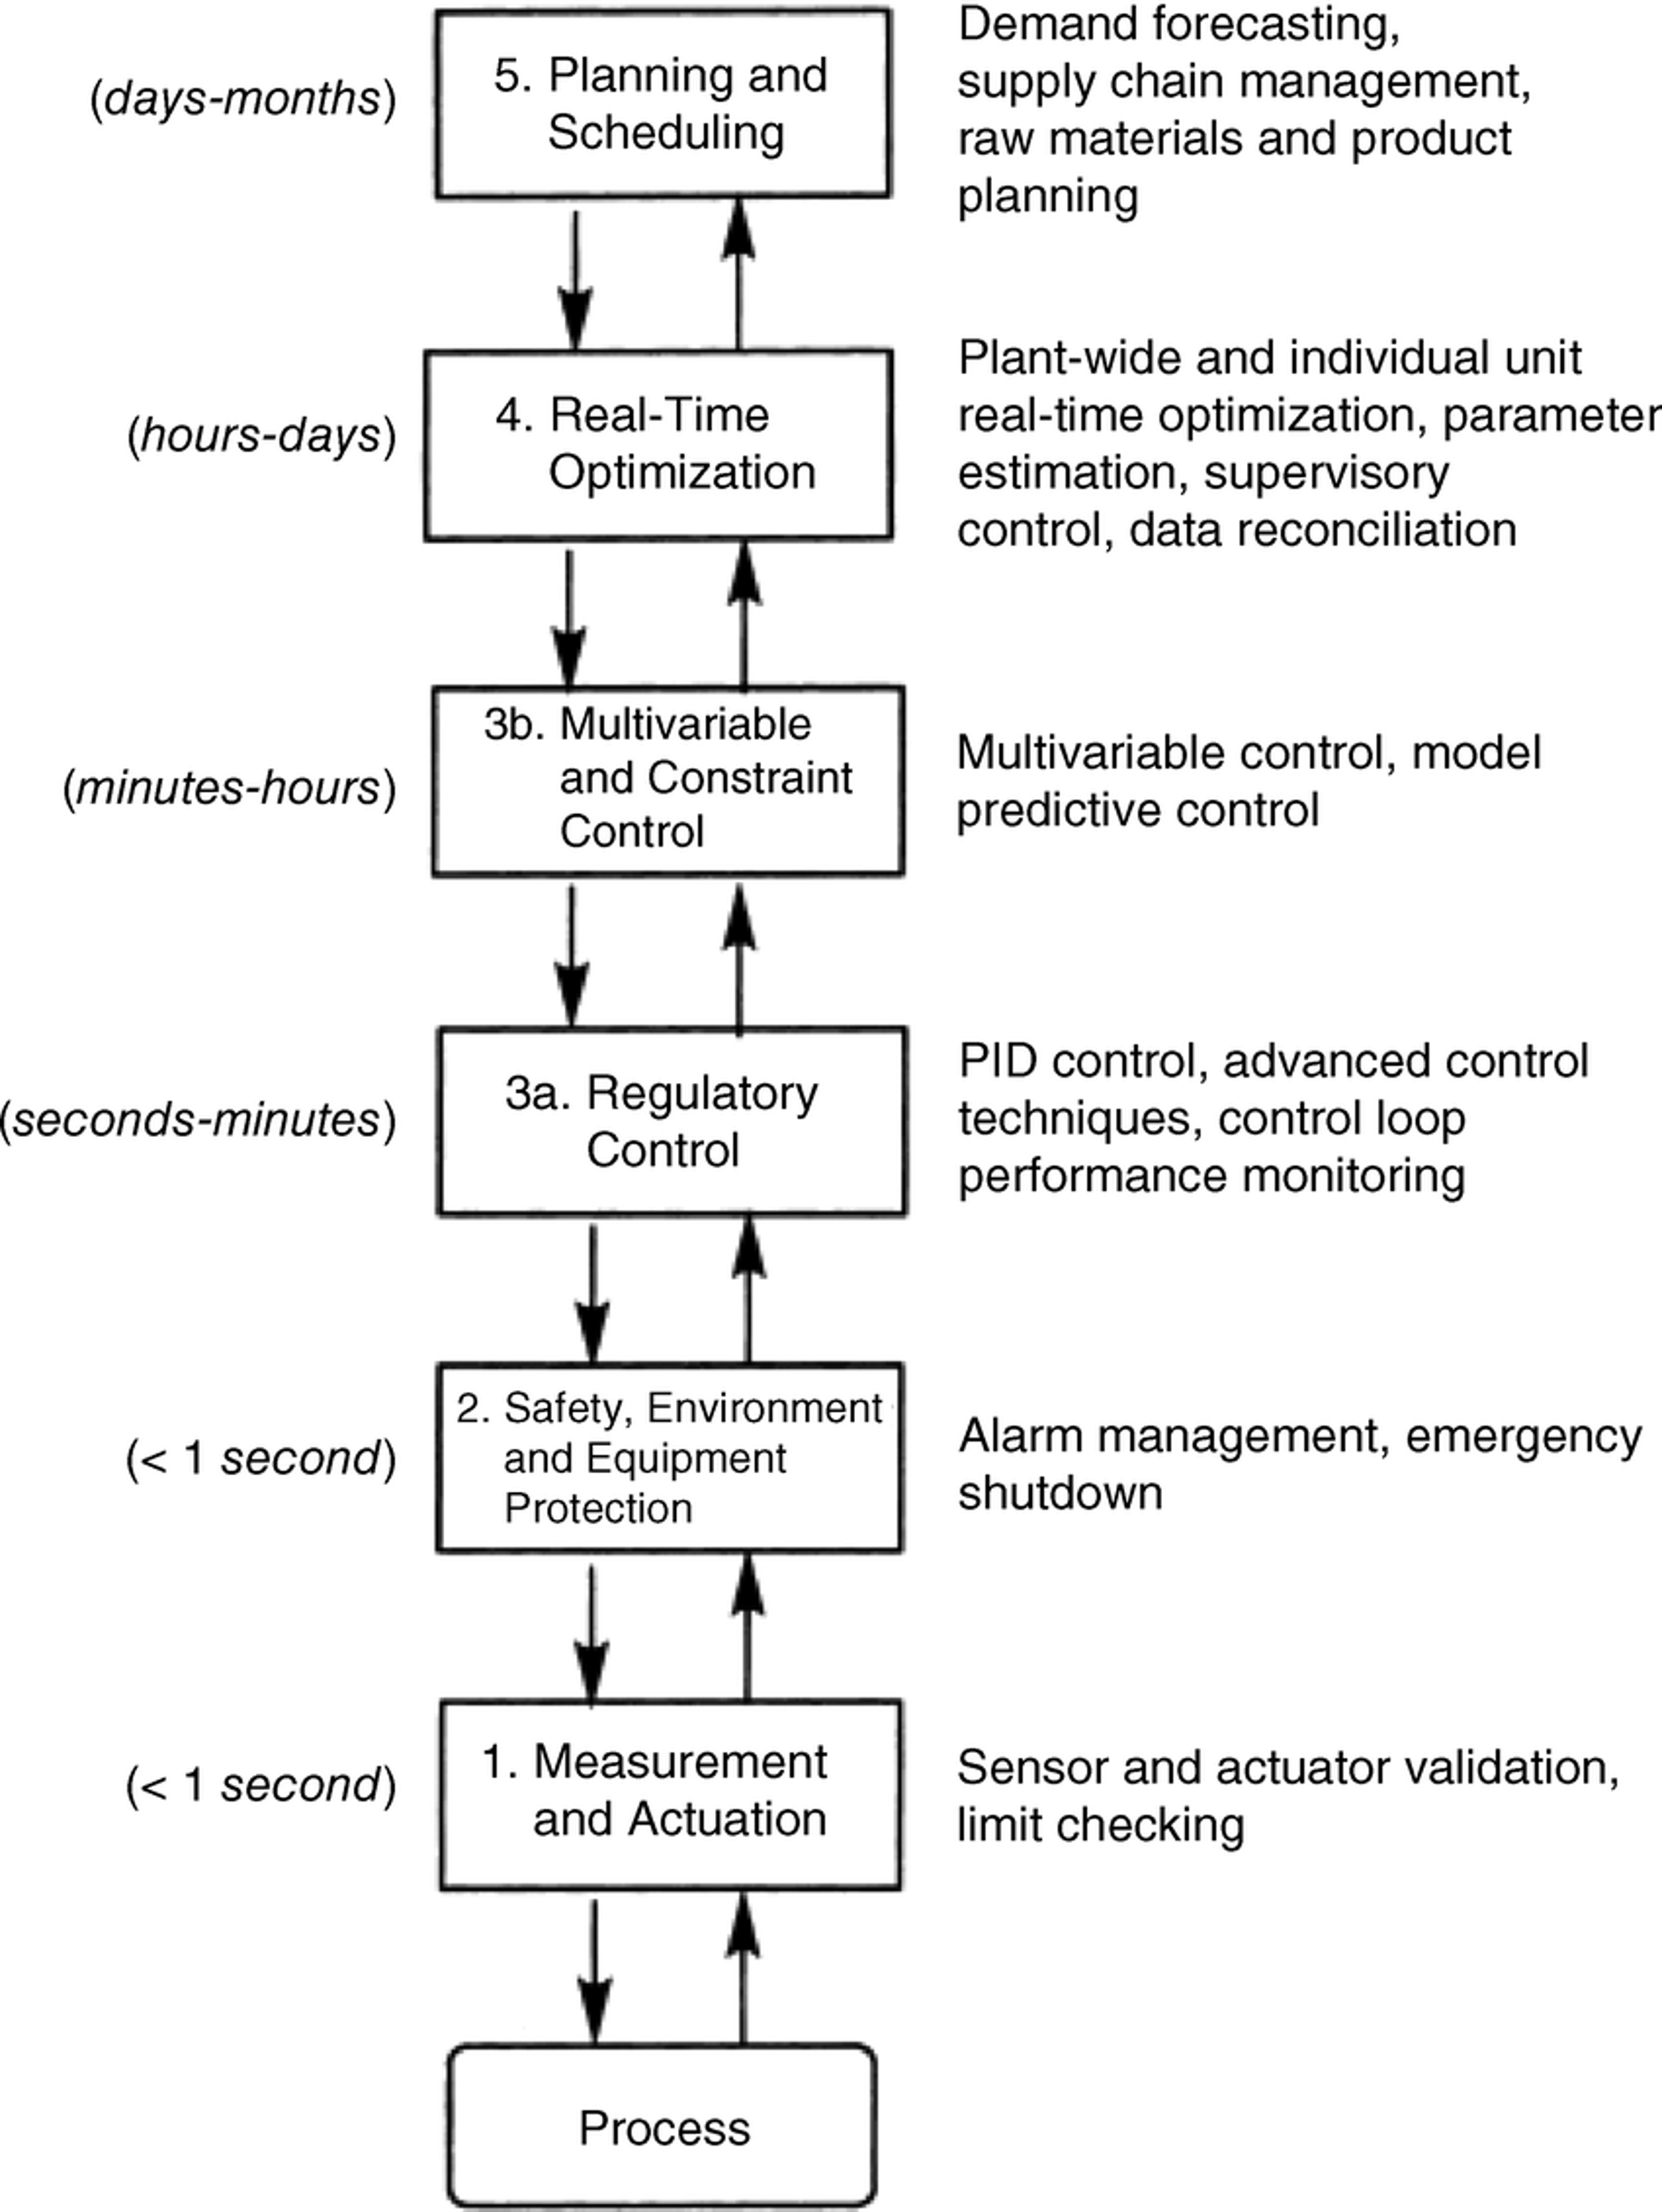 (days-months)
5. Planning and
Scheduling
Demand forecasting,
supply chain management,
raw materials and product
planning
(hours-days)
4. Real-Time
Optimization
Plant-wide and individual unit
real-time optimization, parameter
estimation, supervisory
control, data reconciliation
(minutes-hours)
3b. Multivariable
and Constraint
Control
Multivariable control, model
predictive control
(seconds-minutes)
3a. Regulatory
Control
PID control, advanced control
techniques, control loop
performance monitoring
(< 1 second)
2. Safety, Environment
and Equipment
Protection
Alarm management, emergency
shutdown
(< 1 second)
1. Measurement
and Actuation
Sensor and actuator validation,
limit checking
Process